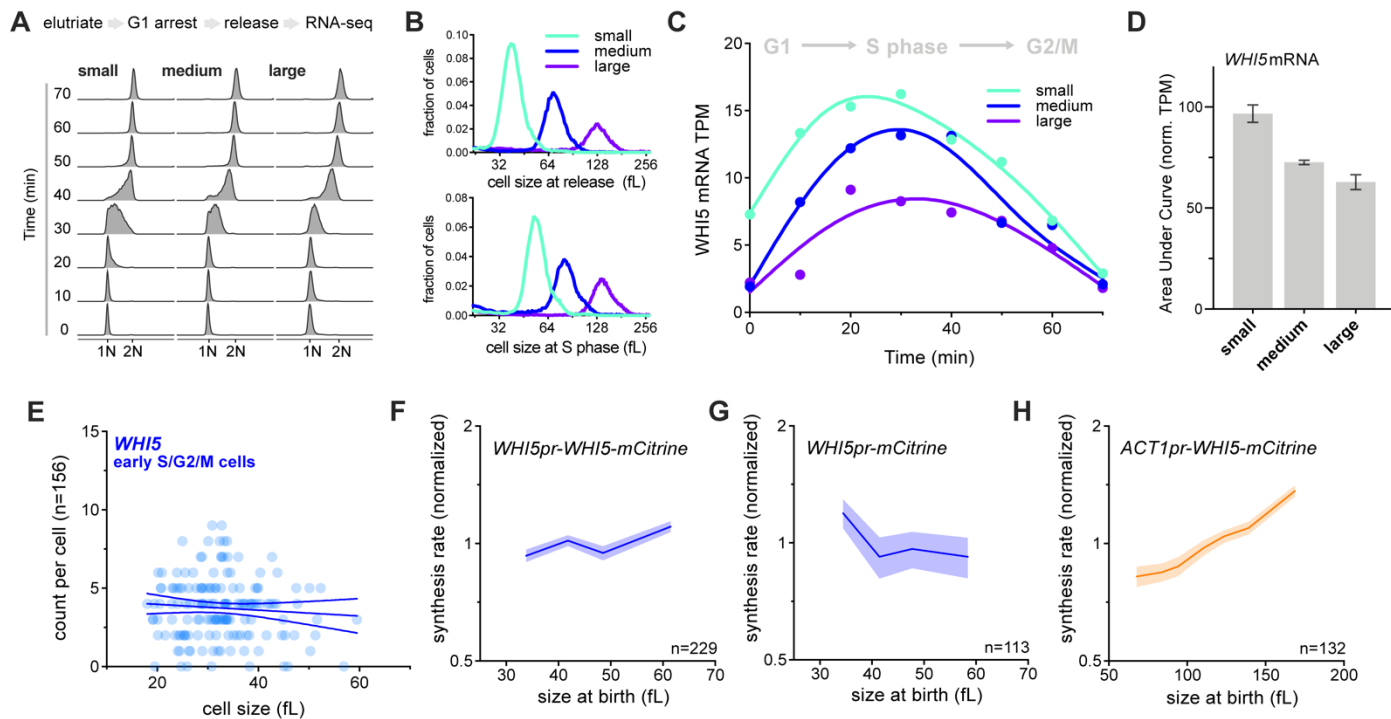 A
elutriate G1 arrest release RNA-seq
small medium large
Time (min)
70
60
50
40
30
20
10
0
1N 2N 1N 2N 1N 2N
B
small
medium
large
fraction of cells
0.10
0.08
0.06
0.04
0.02
0.00
32 64 128 256
cell size at release (fL)
fraction of cells
0.08
0.06
0.04
0.02
0.00
32 64 128 256
cell size at S phase (fL)
C
G1 S phase G2/M
small
medium
large
WHI5 mRNA TPM
20
15
10
5
0
0 20 40 60
Time (min)
D
WHI5 mRNA
Area Under Curve (norm. TPM)
100
50
0
small
medium
large
E
WHI5
early S/G2/M cells
count per cell (n=156)
15
10
5
0
20 40 60
cell size (fL)
F
WHI5pr-WHI5-mCitrine
synthesis rate (normalized)
2
1
0.5
n=229
30 40 50 60 70
size at birth (fL)
G
WHI5pr-mCitrine
synthesis rate (normalized)
2
1
0.5
n=113
30 40 50 60 70
size at birth (fL)
H
ACT1pr-WHI5-mCitrine
synthesis rate (normalized)
2
1
0.5
n=132
50 100 150 200
size at birth (fL)